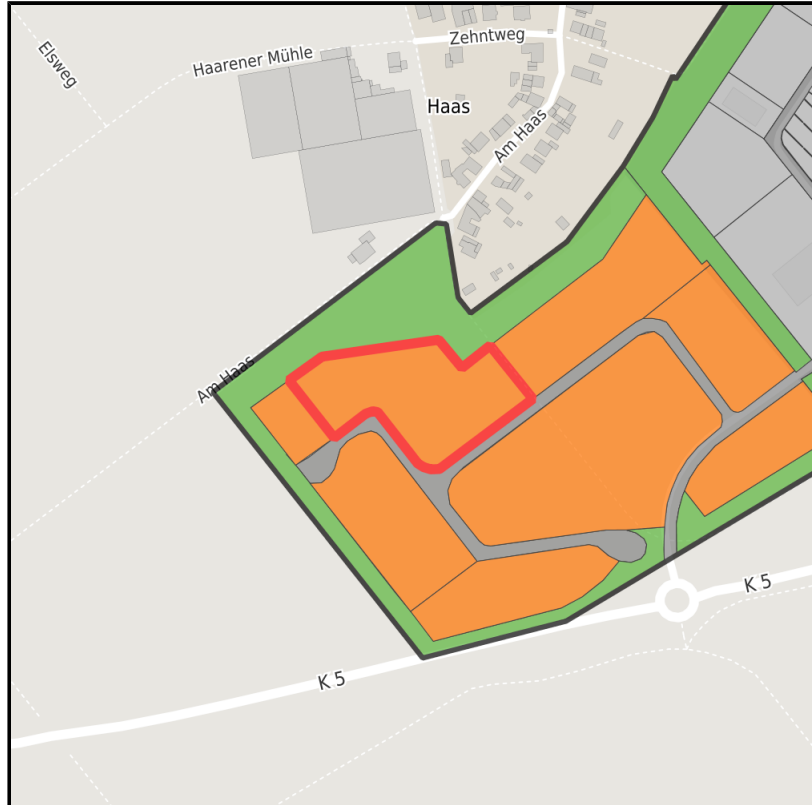 Elsweg
Haarener Mühle
Zehntweg
Haas
Am Haas
Am Haas
K 5
K 5